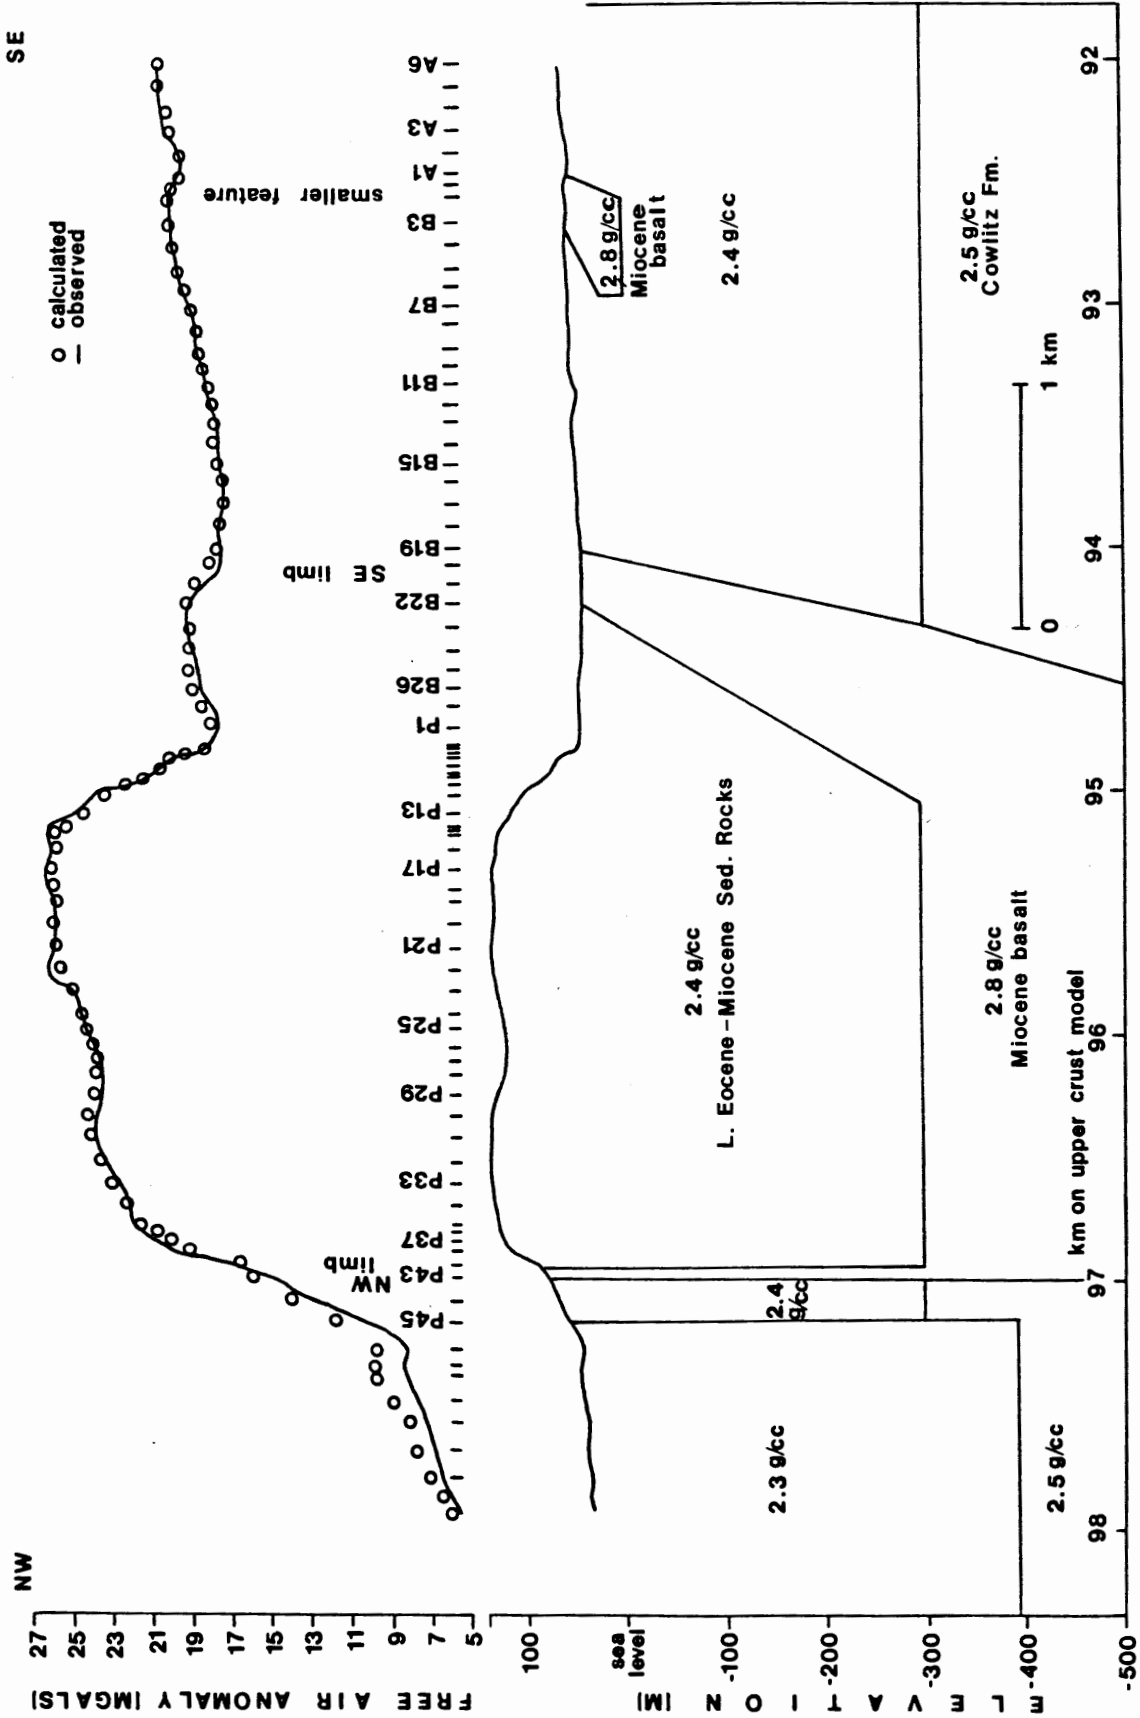 NW
SE
FREE AIR ANOMALY (MGALS)
27
25
23
21
19
17
15
13
11
9
7
5
o calculated
— observed
NW limb
SE limb
smaller feature
P45
P43
P37
P33
P29
P25
P21
P17
P13
P1
B26
B22
B19
B15
B11
B7
B3
A1
A3
A6
ELEVATION (M)
100
sea level
-100
-200
-300
-400
-500
2.3 g/cc
2.5 g/cc
2.4 g/cc
2.4 g/cc
L. Eocene-Miocene Sed. Rocks
2.8 g/cc
Miocene basalt
2.8 g/cc
Miocene basalt
2.4 g/cc
2.5 g/cc
Cowlitz Fm.
0
1 km
km on upper crust model
98
97
96
95
94
93
92